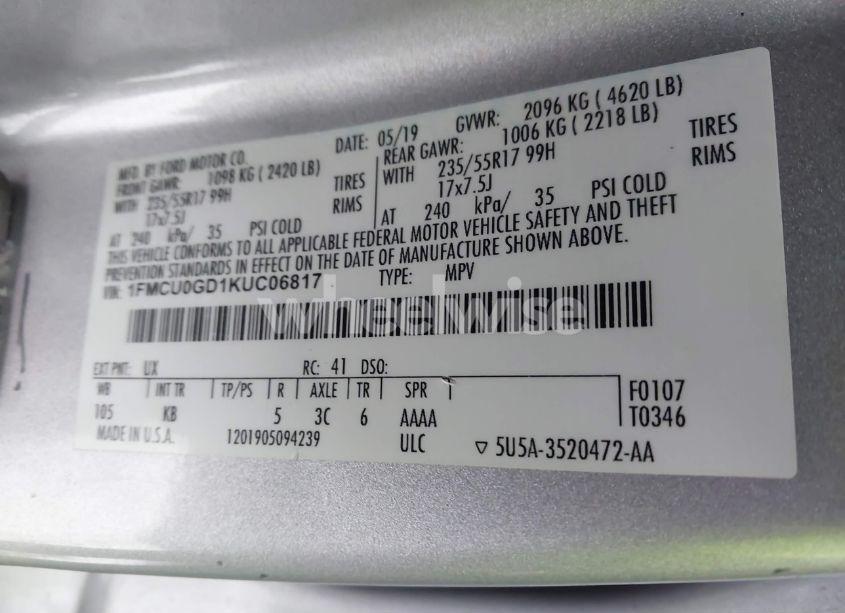 MFD. BY FORD MOTOR CO. DATE: 05/19 GVWR: 2096 KG ( 4620 LB)
FRONT GAWR: 1098 KG ( 2420 LB) REAR GAWR: 1006 KG ( 2218 LB)
WITH 235/55R17 99H TIRES WITH 235/55R17 99H TIRES
17x7.5J RIMS 17x7.5J RIMS
AT 240 kPa/ 35 PSI COLD AT 240 kPa/ 35 PSI COLD
THIS VEHICLE CONFORMS TO ALL APPLICABLE FEDERAL MOTOR VEHICLE SAFETY AND THEFT
PREVENTION STANDARDS IN EFFECT ON THE DATE OF MANUFACTURE SHOWN ABOVE.
VIN: 1FMCU0GD1KUC06817 TYPE: MPV
wheelwise
EXT PNT: UX RC: 41 DSO:
WB INT TR TP/PS R AXLE TR SPR F0107
105 KB 5 3C 6 AAAA T0346
MADE IN U.S.A. 1201905094239 ULC ▽ 5U5A-3520472-AA